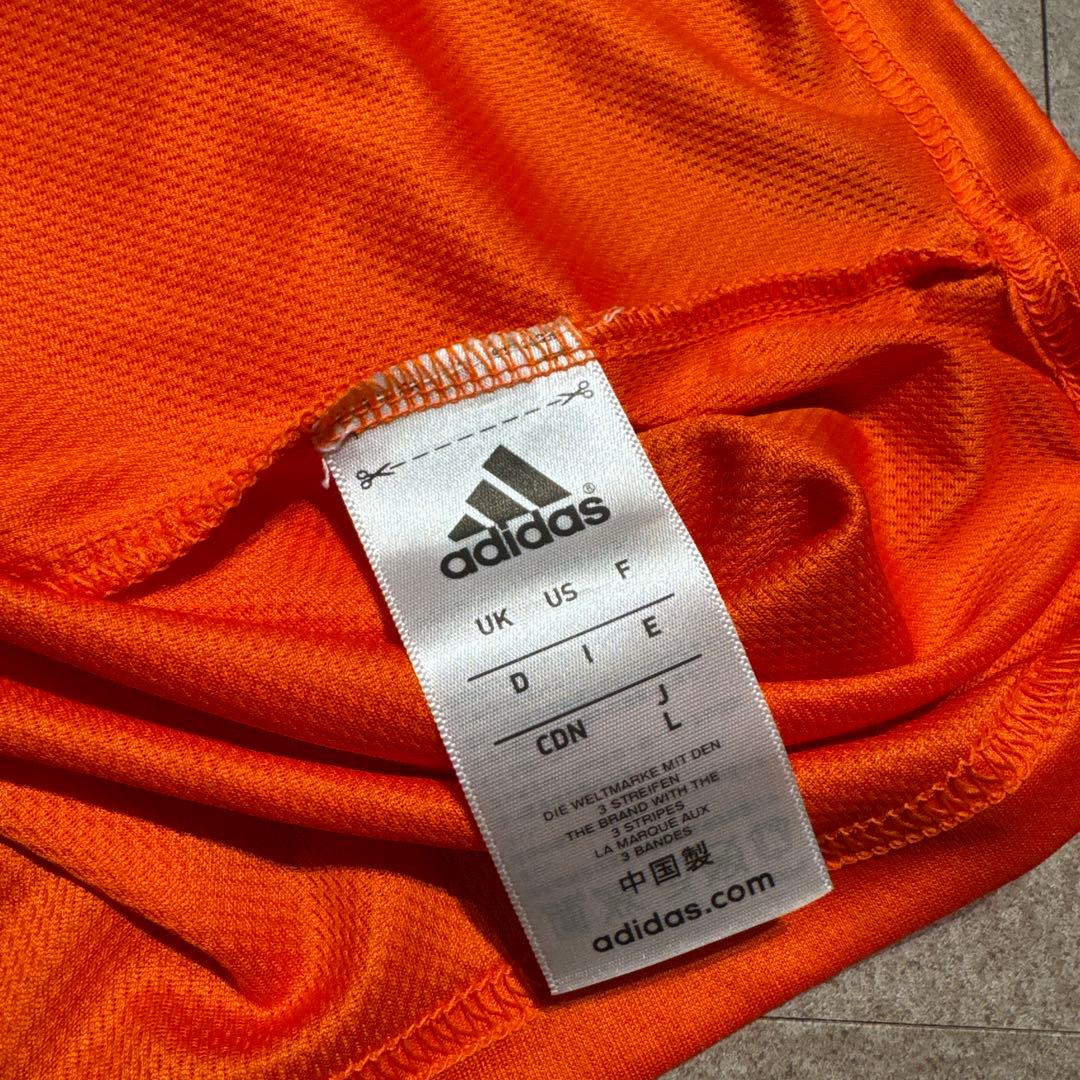 adidas®
UK US F
D I E
CDN J
L
DIE WELTMARKE MIT DEN
3 STREIFEN
THE BRAND WITH THE
3 STRIPES
LA MARQUE AUX
3 BANDES
中国製
adidas.com